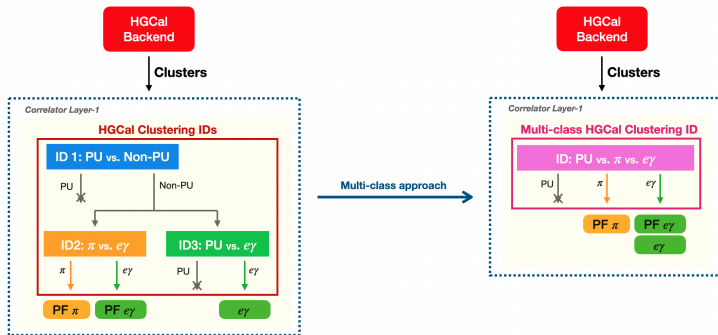 HGCal
Backend
Clusters
Correlator Layer-1
HGCal Clustering IDs
ID 1: PU vs. Non-PU
PU
Non-PU
ID2: π vs. eγ
ID3: PU vs. eγ
π
eγ
PU
eγ
PF π
PF eγ
eγ
Multi-class approach
HGCal
Backend
Clusters
Correlator Layer-1
Multi-class HGCal Clustering ID
ID: PU vs. π vs. eγ
PU
π
eγ
PF π
PF eγ
eγ